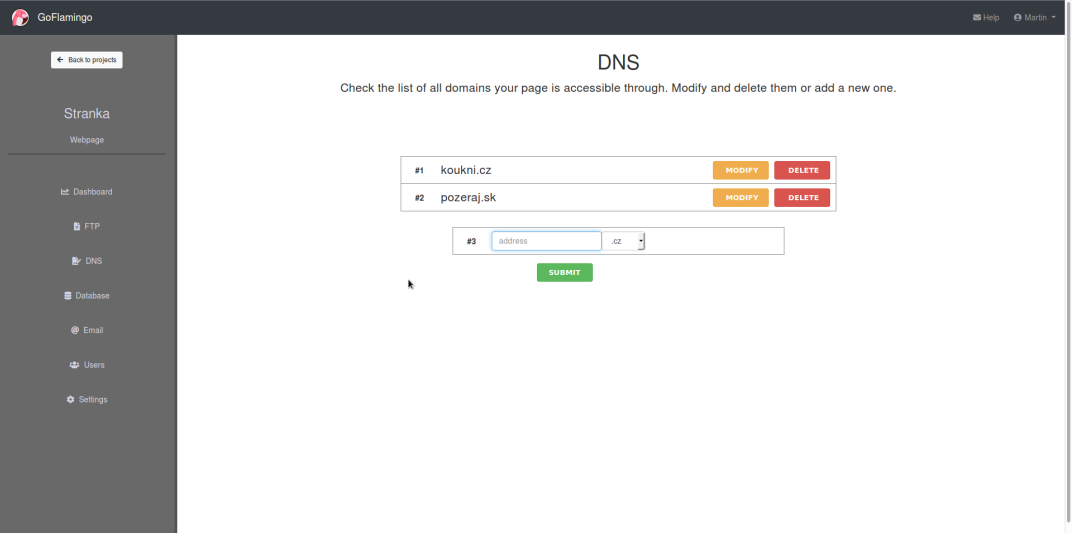 GoFlamingo
Help
Martin
Back to projects
Stranka
Webpage
Dashboard
FTP
DNS
Database
Email
Users
Settings
DNS
Check the list of all domains your page is accessible through. Modify and delete them or add a new one.
#1 koukni.cz MODIFY DELETE
#2 pozeraj.sk MODIFY DELETE
#3 address .cz
SUBMIT